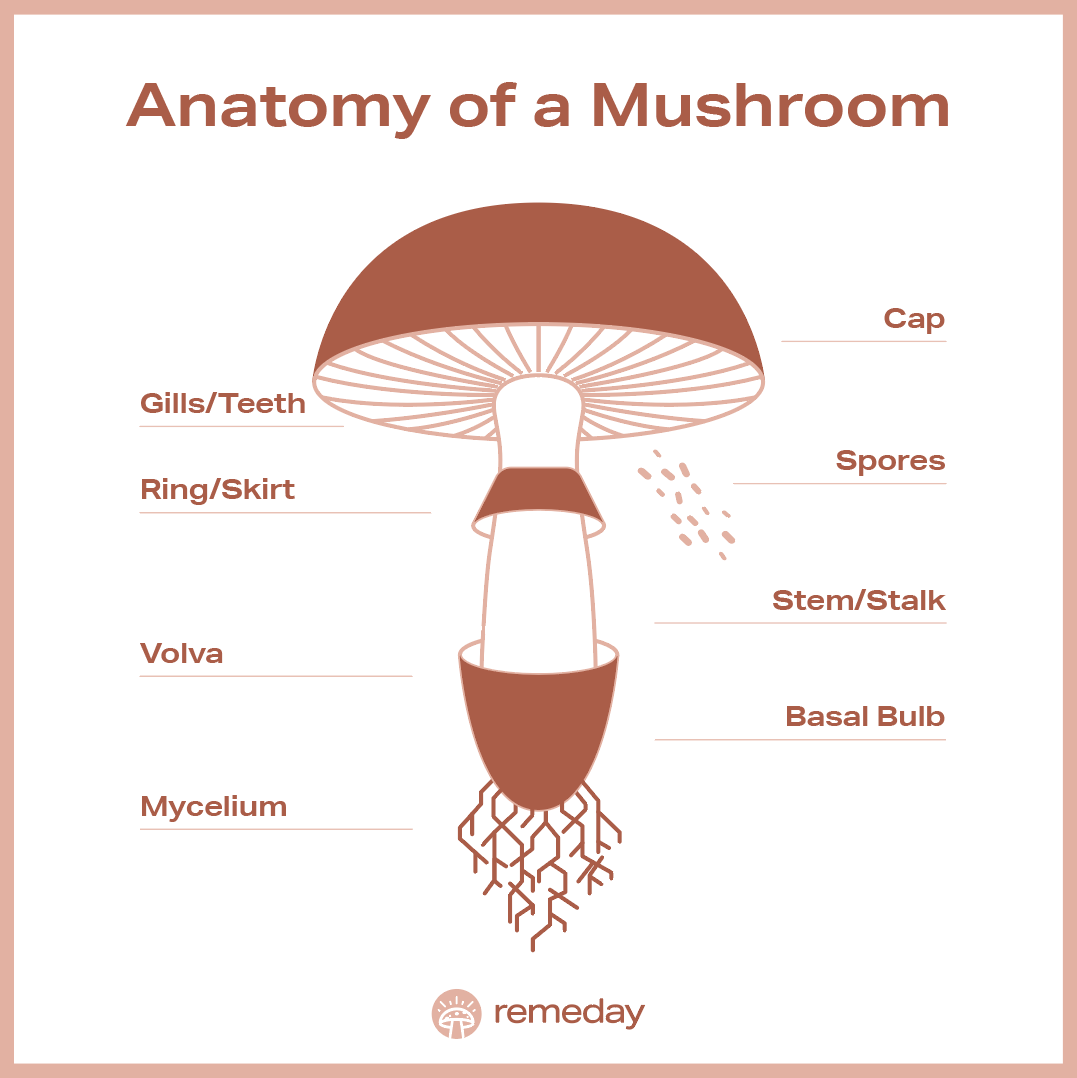 Anatomy of a Mushroom
Cap
Gills/Teeth
Spores
Ring/Skirt
Stem/Stalk
Volva
Basal Bulb
Mycelium
remeday